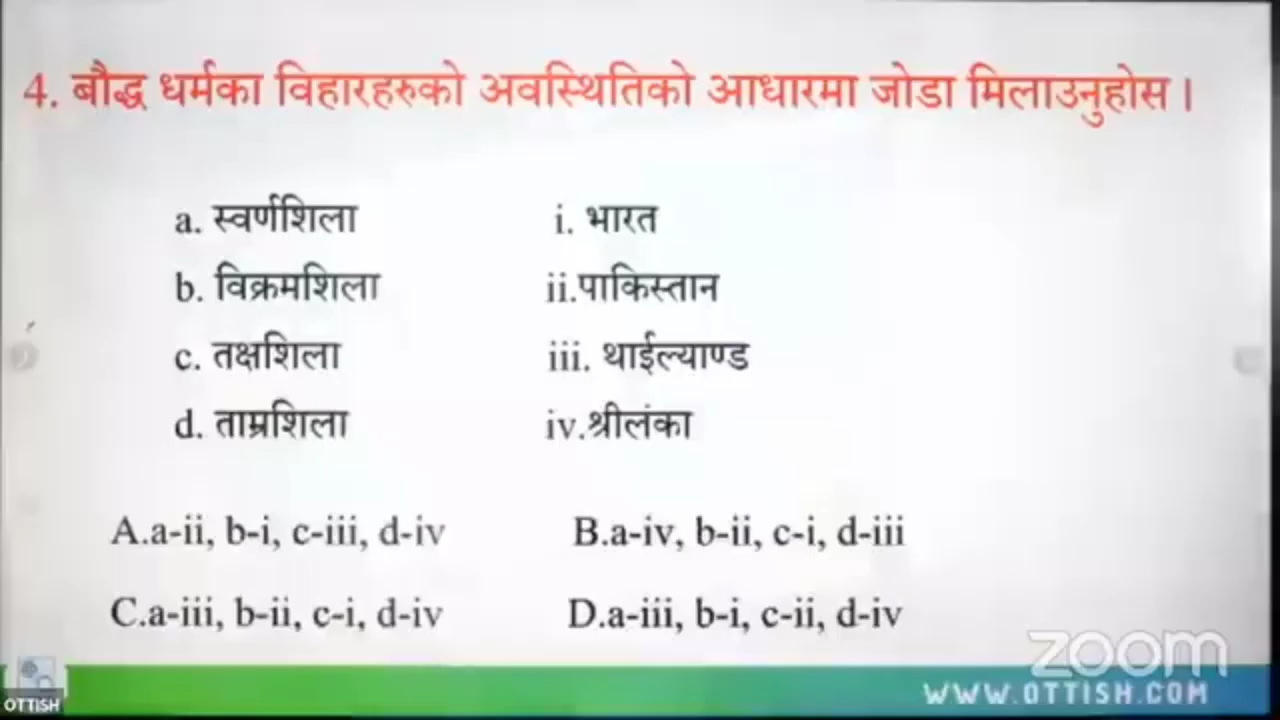 4. बौद्ध धर्मका विहारहरुको अवस्थितिको आधारमा जोडा मिलाउनुहोस ।
a. स्वर्णशिला i. भारत
b. विक्रमशिला ii.पाकिस्तान
c. तक्षशिला iii. थाईल्याण्ड
d. ताम्रशिला iv.श्रीलंका
A.a-ii, b-i, c-iii, d-iv B.a-iv, b-ii, c-i, d-iii
C.a-iii, b-ii, c-i, d-iv D.a-iii, b-i, c-ii, d-iv
zoom
OTTISH WWW.OTTISH.COM